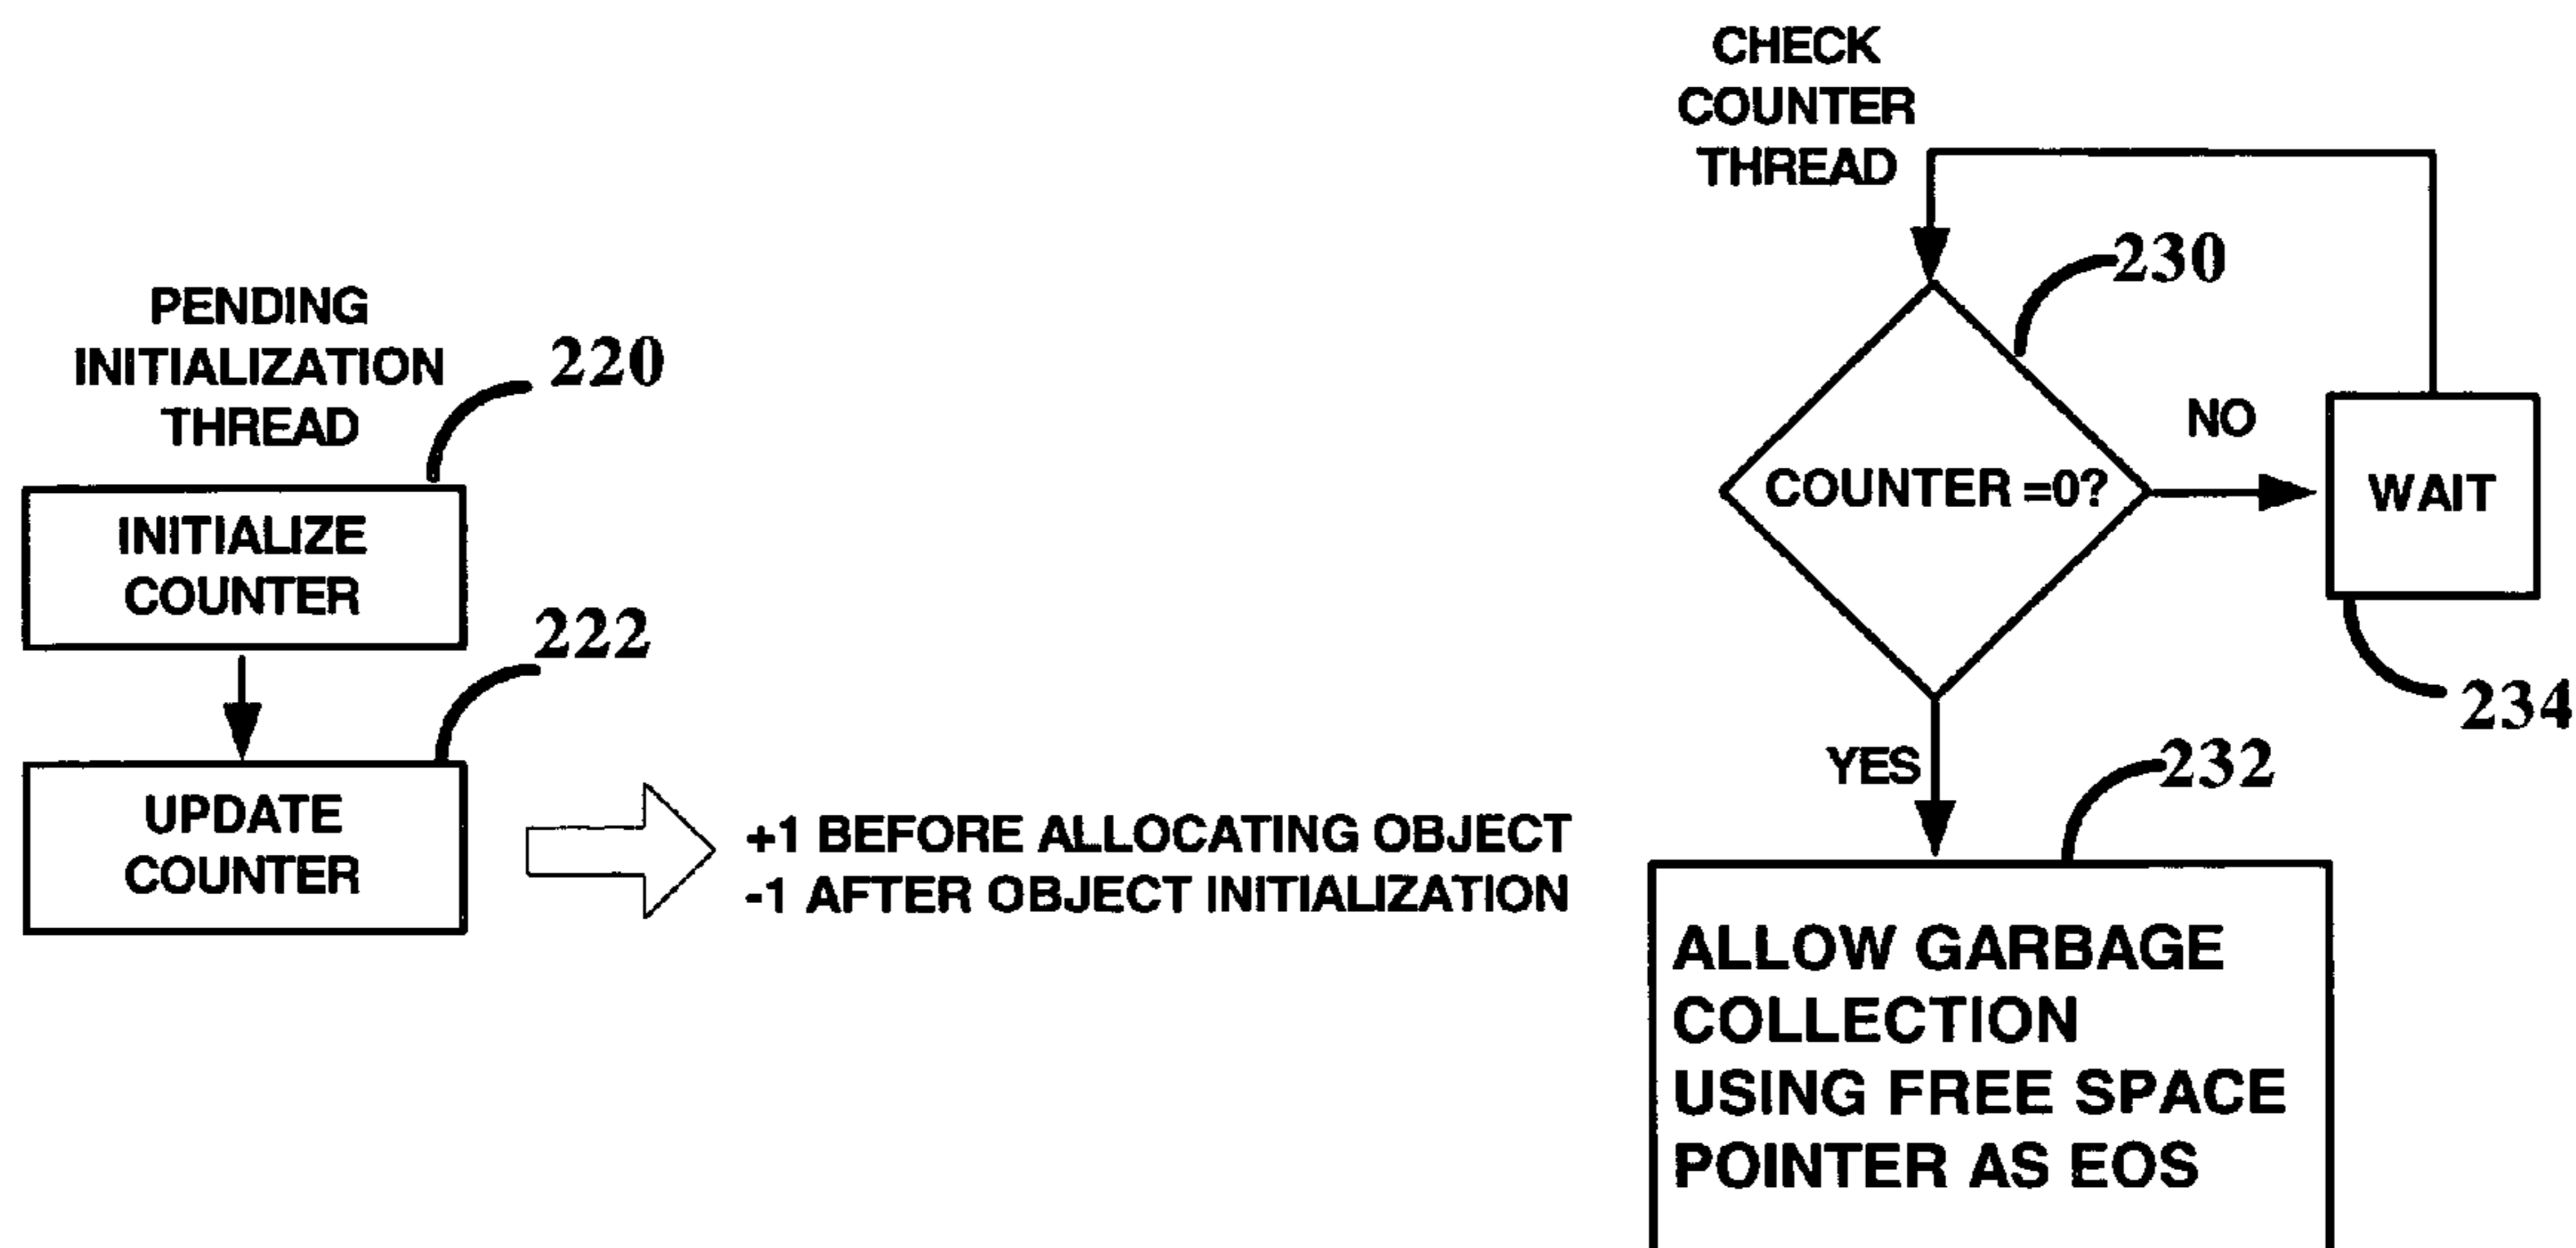 PENDING
INITIALIZATION
THREAD
220
INITIALIZE
COUNTER
222
UPDATE
COUNTER
+1 BEFORE ALLOCATING OBJECT
-1 AFTER OBJECT INITIALIZATION
CHECK
COUNTER
THREAD
230
COUNTER =0?
NO
WAIT
234
YES
232
ALLOW GARBAGE
COLLECTION
USING FREE SPACE
POINTER AS EOS